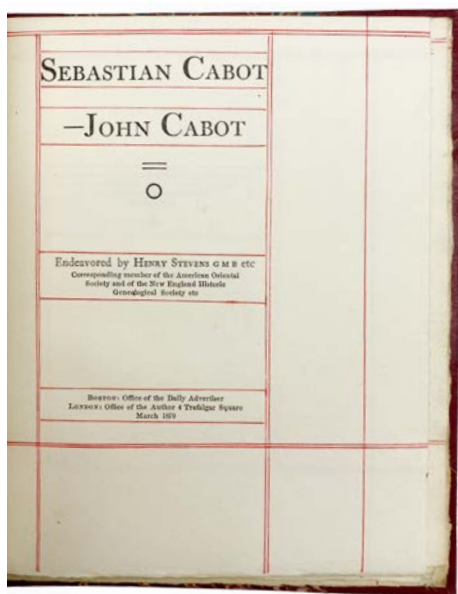 SEBASTIAN CABOT
—JOHN CABOT
=
O
Endeavored by HENRY STEVENS G M B etc
Corresponding member of the American Oriental
Society and of the New England Historic
Genealogical Society etc
BOSTON: Office of the Daily Advertiser
LONDON: Office of the Author 4 Trafalgar Square
March 1870